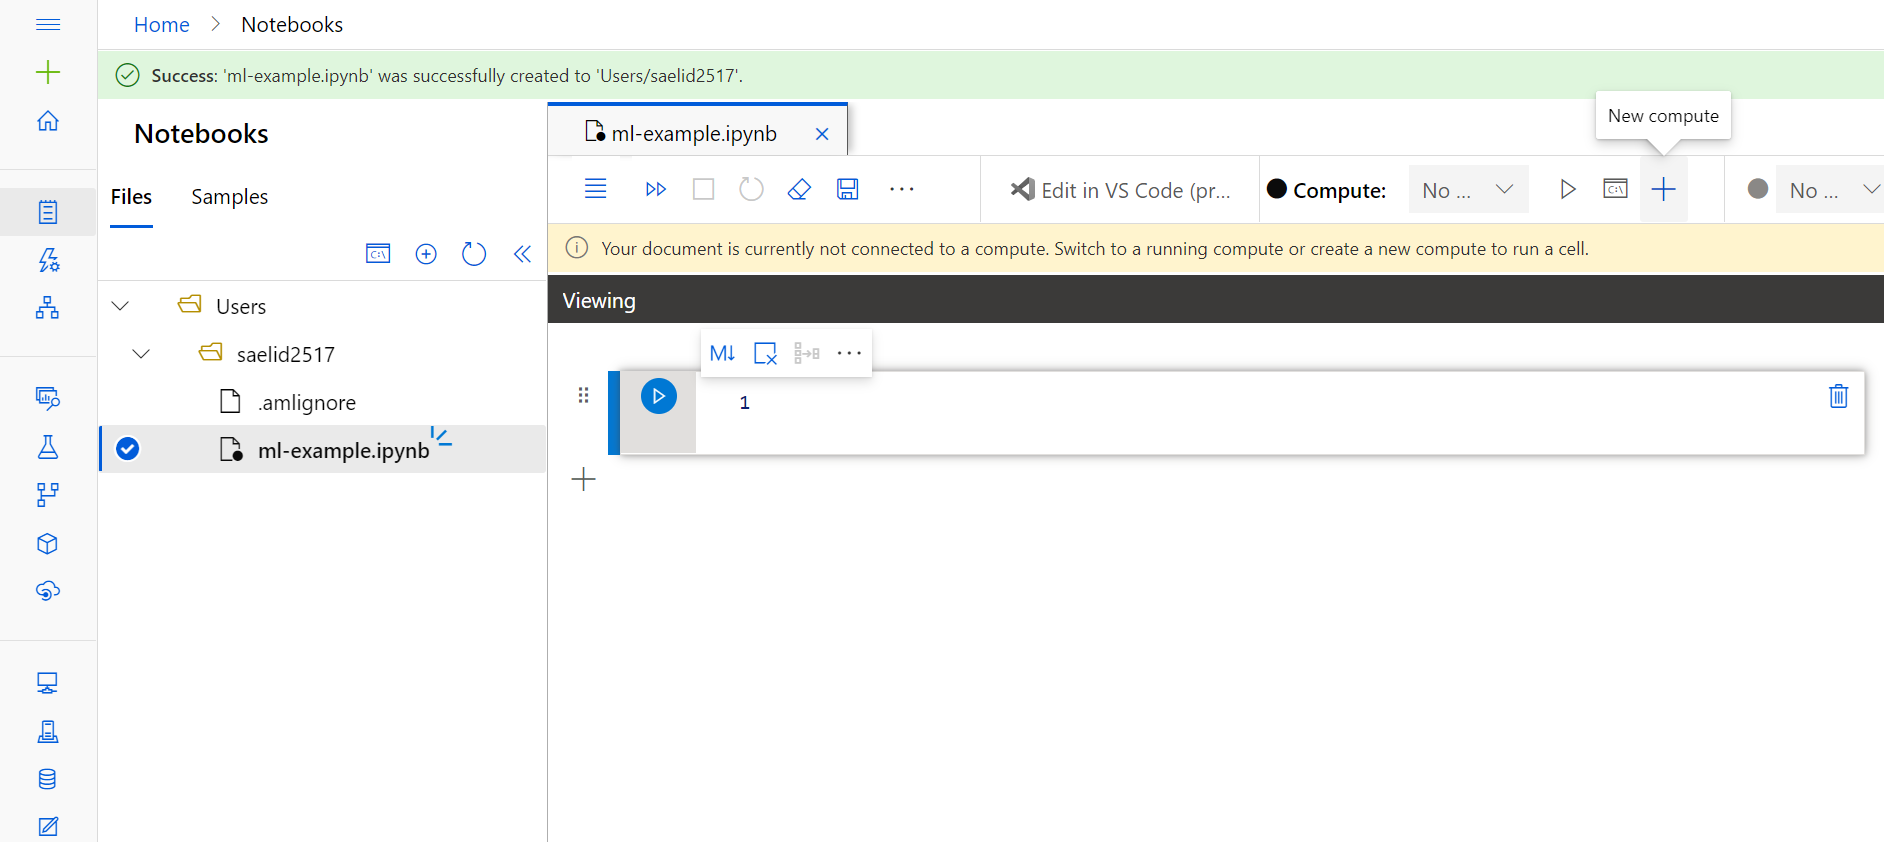 Home > Notebooks
Success: 'ml-example.ipynb' was successfully created to 'Users/saelid2517'.
Notebooks
Files Samples
Users
saelid2517
.amlignore
ml-example.ipynb
ml-example.ipynb
New compute
Edit in VS Code (pr... Compute: No ... No ...
Your document is currently not connected to a compute. Switch to a running compute or create a new compute to run a cell.
Viewing
M↓
1